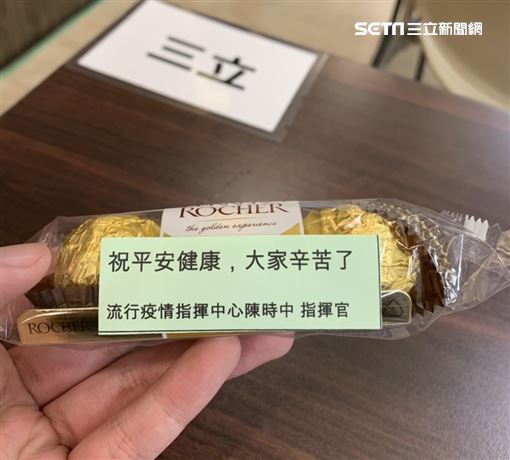 SETN三立新聞網
三立
ROCHER
the golden experience
祝平安健康，大家辛苦了
流行疫情指揮中心陳時中 指揮官
ROCHER